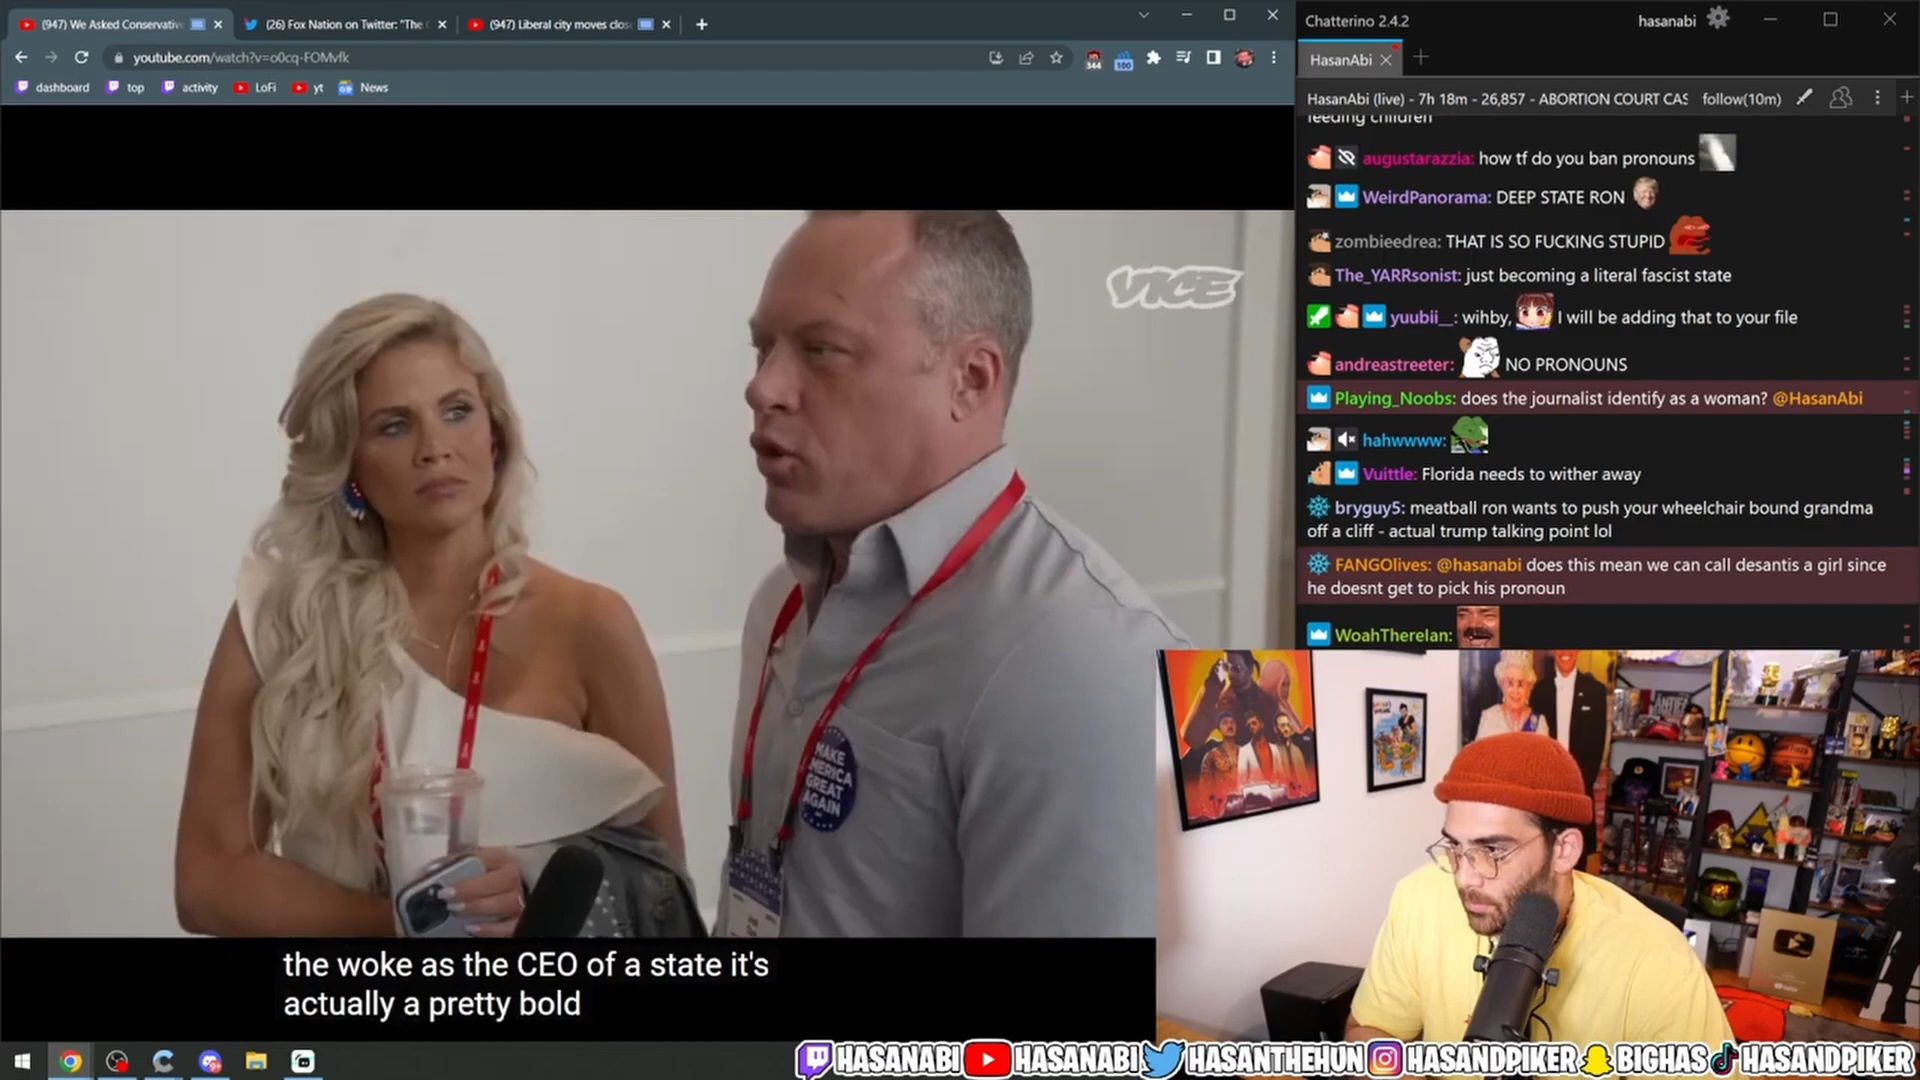 (947) We Asked Conservativ
(26) Fox Nation on Twitter: "The
(947) Liberal city moves clos
youtube.com/watch?v=o0cq-FOMvfk
344
100
dashboard
top
activity
LoFi
yt
News
VICE
MAKE
AMERICA
GREAT
AGAIN
the woke as the CEO of a state it's
actually a pretty bold
Chatterino 2.4.2
hasanabi
HasanAbi
HasanAbi (live) - 7h 18m - 26,857 - ABORTION COURT CAS
follow(10m)
feeding children
augustarazzia: how tf do you ban pronouns
WeirdPanorama: DEEP STATE RON
zombieedrea: THAT IS SO FUCKING STUPID
The_YARRsonist: just becoming a literal fascist state
yuubii__: wihby, I will be adding that to your file
andreastreeter: NO PRONOUNS
Playing_Noobs: does the journalist identify as a woman? @HasanAbi
hahwwww:
Vuittle: Florida needs to wither away
bryguy5: meatball ron wants to push your wheelchair bound grandma
off a cliff - actual trump talking point lol
FANGOlives: @hasanabi does this mean we can call desantis a girl since
he doesnt get to pick his pronoun
WoahTherelan:
HASANABI HASANABI HASANTHEHUN HASANDPIKER BIGHAS HASANDPIKER